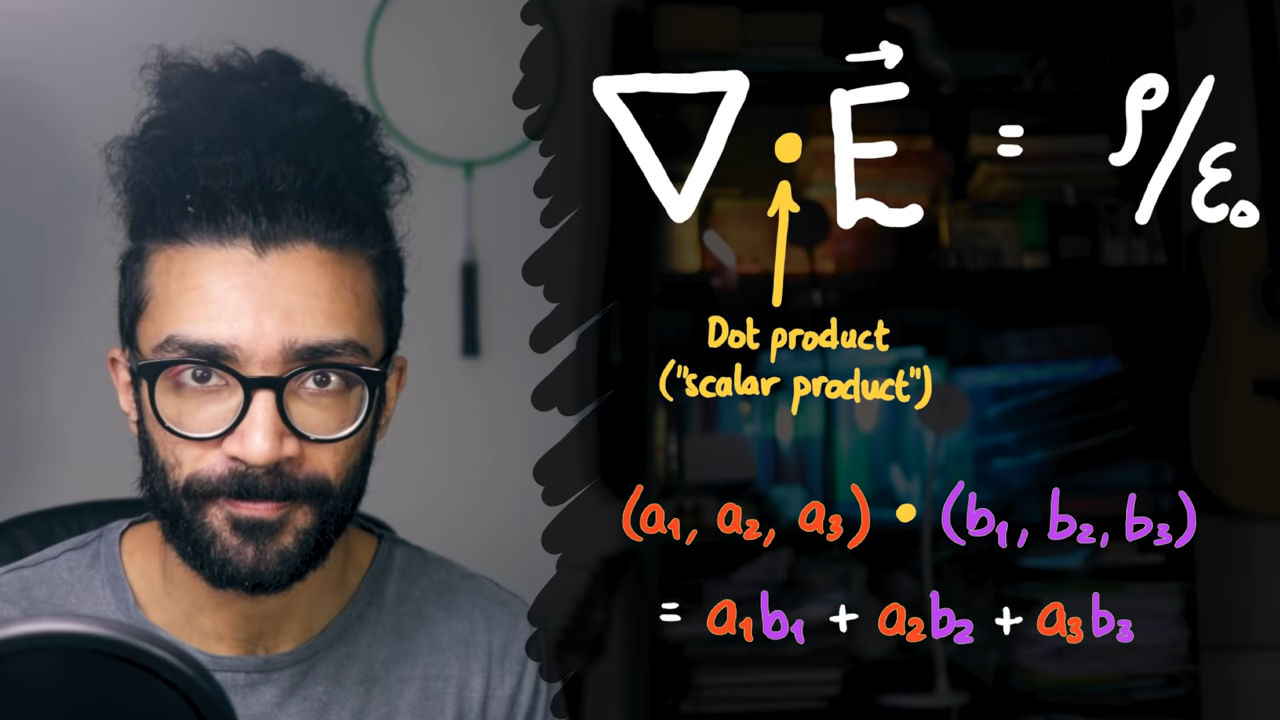 ∇ · E⃗ = ρ/ε₀
Dot product
("scalar product")
(a₁, a₂, a₃) · (b₁, b₂, b₃)
= a₁b₁ + a₂b₂ + a₃b₃